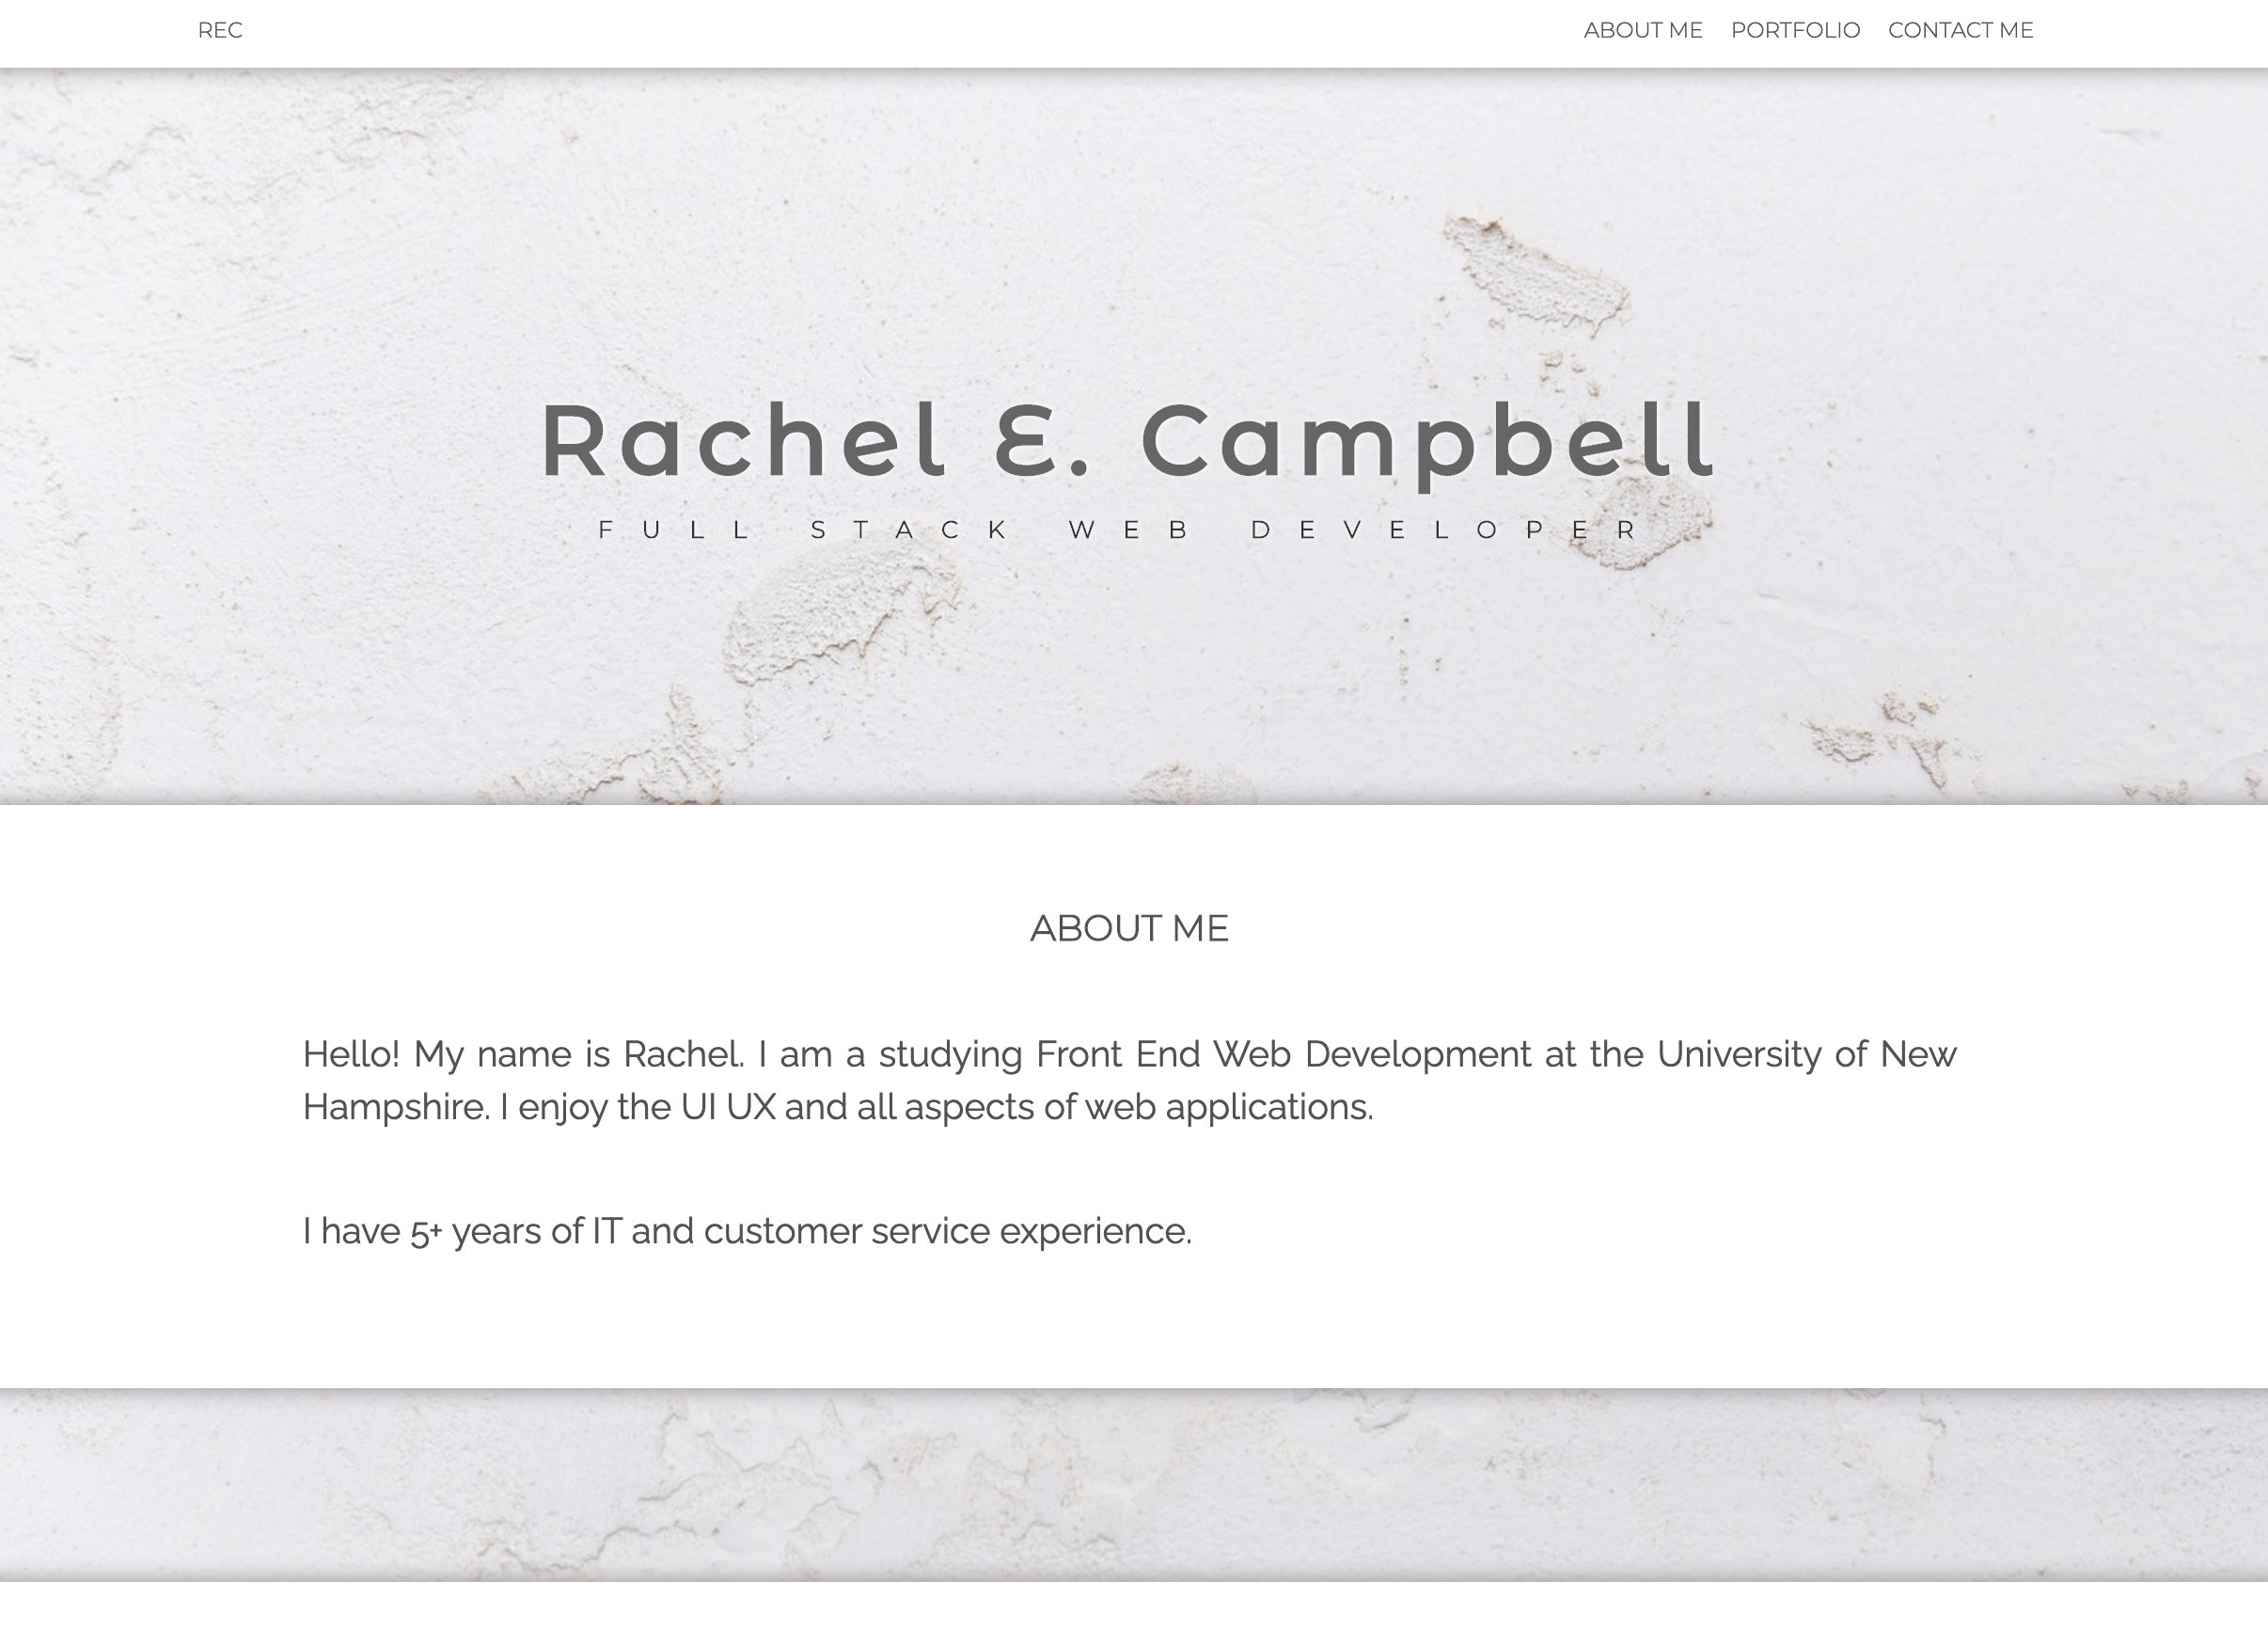 REC
ABOUT ME PORTFOLIO CONTACT ME
Rachel E. Campbell
FULL STACK WEB DEVELOPER
ABOUT ME
Hello! My name is Rachel. I am a studying Front End Web Development at the University of New
Hampshire. I enjoy the UI UX and all aspects of web applications.
I have 5+ years of IT and customer service experience.